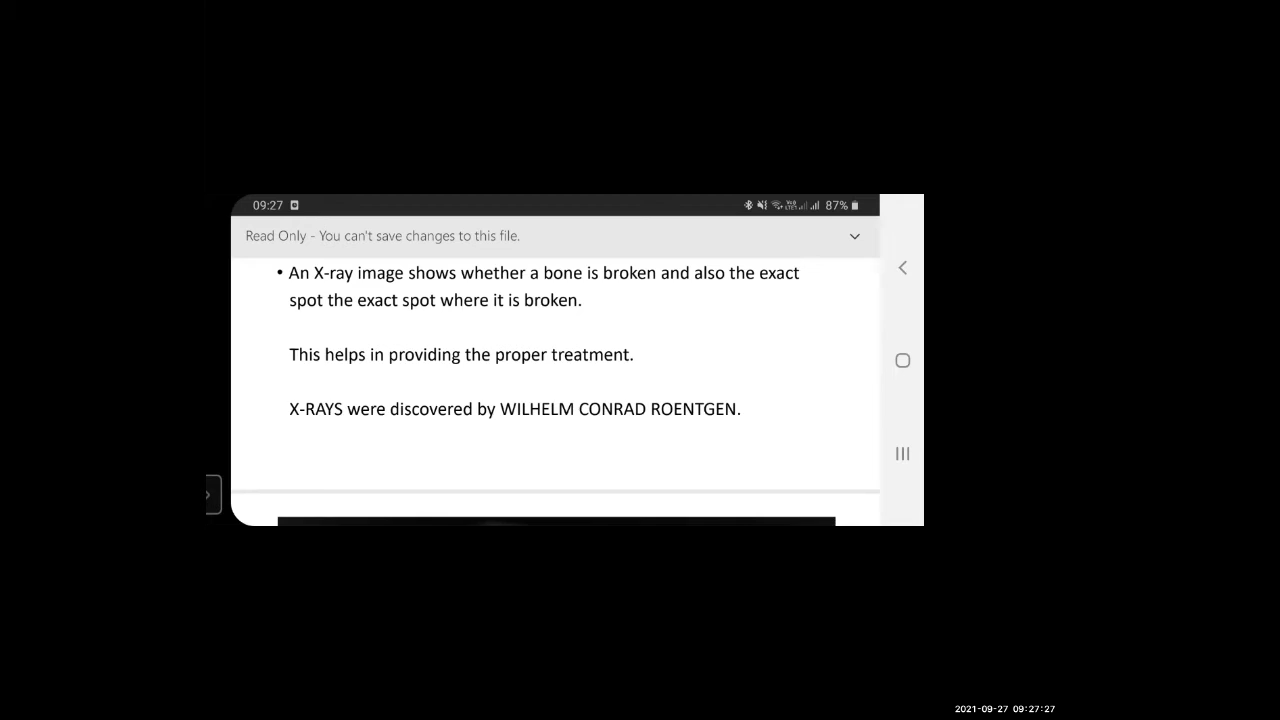 09:27
87%
Read Only - You can't save changes to this file.
• An X-ray image shows whether a bone is broken and also the exact
spot the exact spot where it is broken.
This helps in providing the proper treatment.
X-RAYS were discovered by WILHELM CONRAD ROENTGEN.
2021-09-27 09:27:27